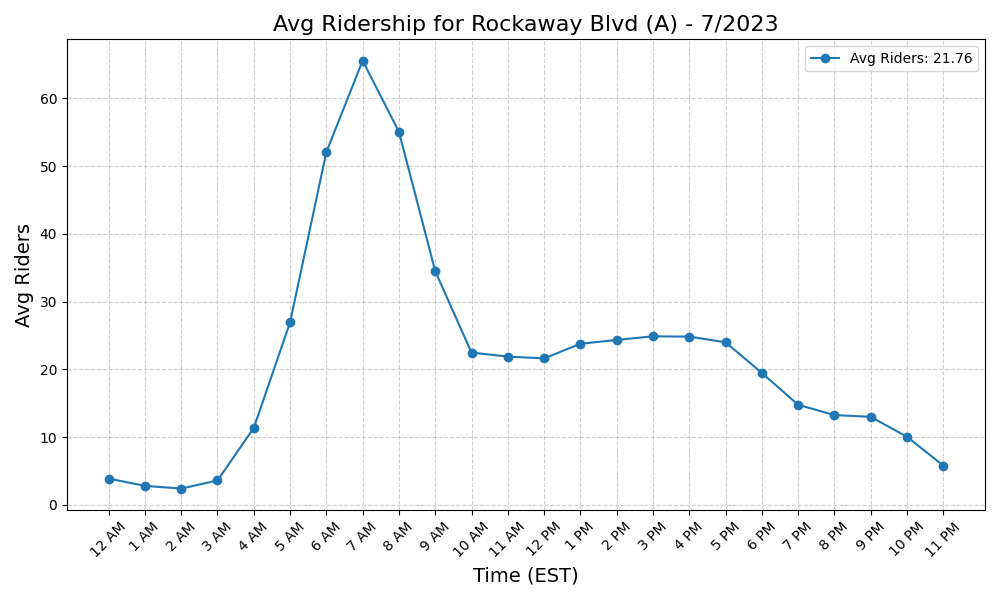 Avg Ridership for Rockaway Blvd (A) - 7/2023
Avg Riders: 21.76
Avg Riders
60
50
40
30
20
10
0
12 AM
1 AM
2 AM
3 AM
4 AM
5 AM
6 AM
7 AM
8 AM
9 AM
10 AM
11 AM
12 PM
1 PM
2 PM
3 PM
4 PM
5 PM
6 PM
7 PM
8 PM
9 PM
10 PM
11 PM
Time (EST)